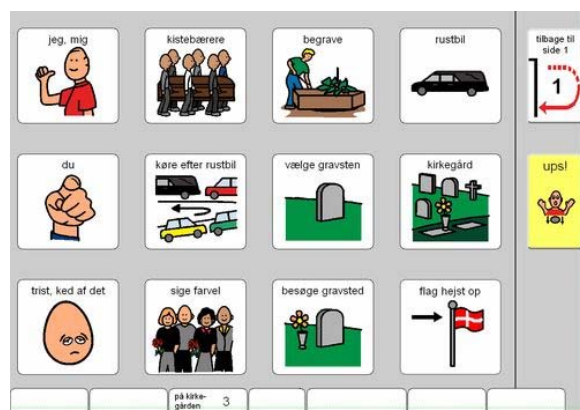 jeg, mig
kistebærere
begrave
rustbil
tilbage til
side 1
1
du
køre efter rustbil
vælge gravsten
kirkegård
ups!
trist, ked af det
sige farvel
besøge gravsted
flag hejst op
på kirke-
gården
3